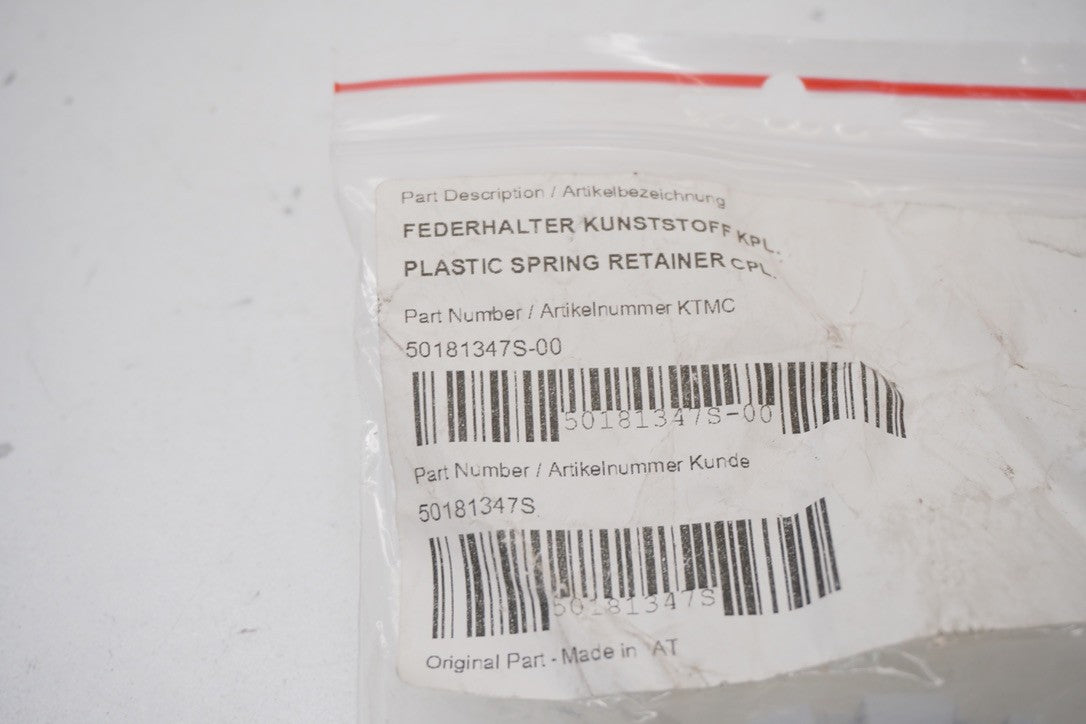 Part Description / Artikelbezeichnung
FEDERHALTER KUNSTSTOFF KPL.
PLASTIC SPRING RETAINER CPL.
Part Number / Artikelnummer KTMC
50181347S-00
50181347S-00
Part Number / Artikelnummer Kunde
50181347S
50181347S
Original Part - Made in AT